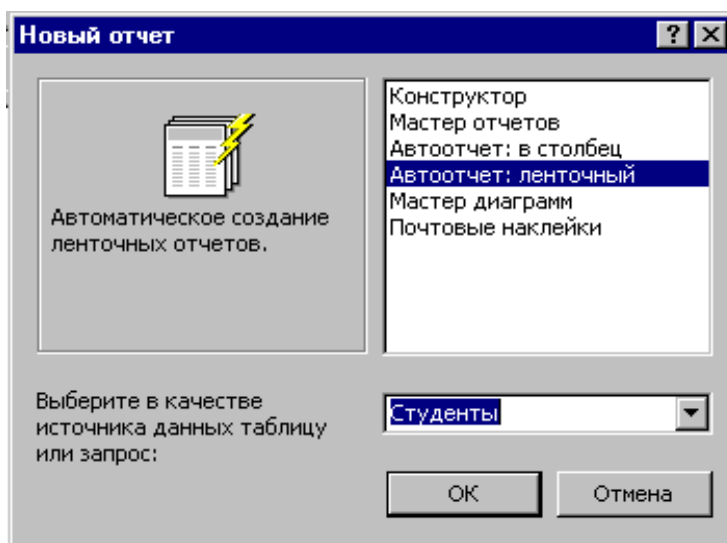 Новый отчет
Автоматическое создание
ленточных отчетов.
Конструктор
Мастер отчетов
Автоотчет: в столбец
Автоотчет: ленточный
Мастер диаграмм
Почтовые наклейки
Выберите в качестве
источника данных таблицу
или запрос:
Студенты
ОК
Отмена